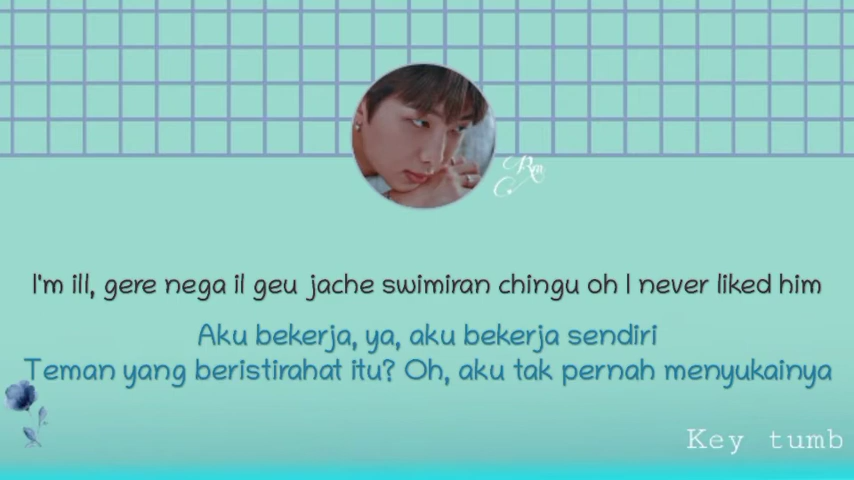 I'm ill, gere nega il geu jache swimiran chingu oh I never liked him
Aku bekerja, ya, aku bekerja sendiri
Teman yang beristirahat itu? Oh, aku tak pernah menyukainya
Key tumb